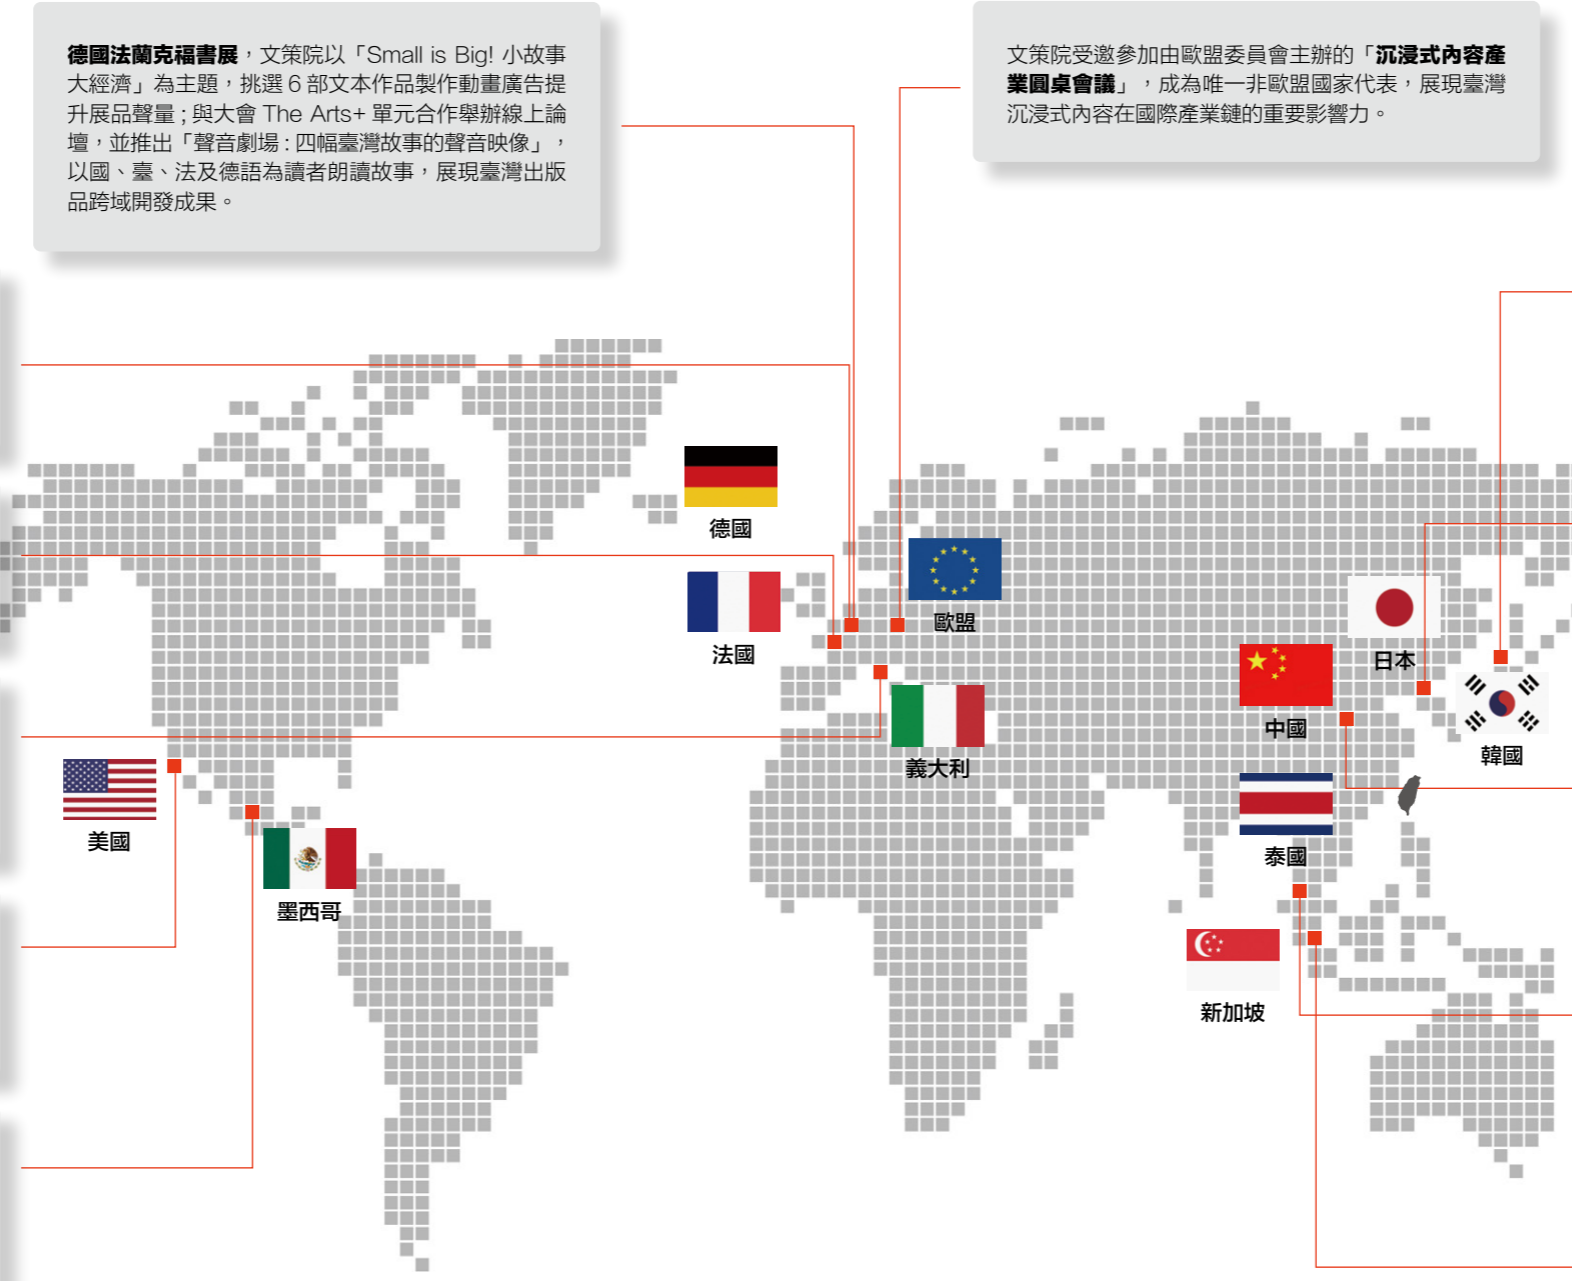 德國法蘭克福書展，文策院以「Small is Big! 小故事
大經濟」為主題，挑選 6 部文本作品製作動畫廣告提
升展品聲量 ; 與大會 The Arts+ 單元合作舉辦線上論
壇，並推出「聲音劇場 : 四幅臺灣故事的聲音映像」，
以國、臺、法及德語為讀者朗讀故事，展現臺灣出版
品跨域開發成果。
文策院受邀參加由歐盟委員會主辦的「沉浸式內容產
業圓桌會議」，成為唯一非歐盟國家代表，展現臺灣
沉浸式內容在國際產業鏈的重要影響力。
德國
歐盟
法國
日本
中國
韓國
義大利
美國
泰國
墨西哥
新加坡